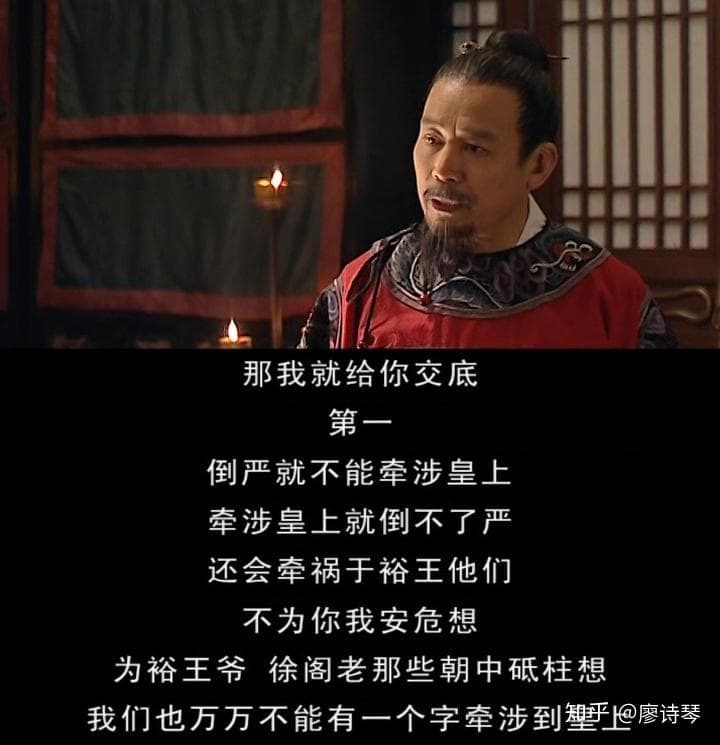 那我就给你交底
第一
倒严就不能牵涉皇上
牵涉皇上就倒不了严
还会牵祸于裕王他们
不为你我安危想
为裕王爷 徐阁老那些朝中砥柱想
我们也万万不能有一个字牵涉到皇上
知乎 @廖诗琴